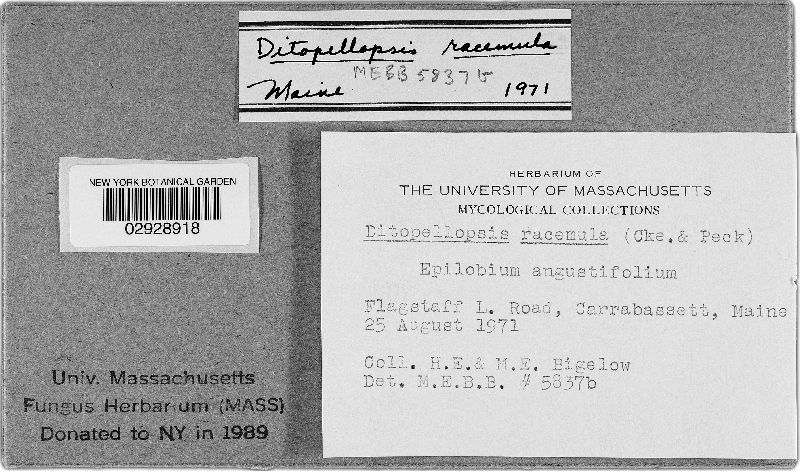 Ditopellopsis racemula
MEBB 5837b
Maine 1971
NEW YORK BOTANICAL GARDEN
02928918
HERBARIUM OF
THE UNIVERSITY OF MASSACHUSETTS
MYCOLOGICAL COLLECTIONS
Ditopellopsis racemula (Cke.& Peck)
Epilobium angustifolium
Flagstaff L. Road, Carrabassett, Maine
25 August 1971
Coll. H.E.& M.E. Bigelow
Det. M.E.B.B. # 5837b
Univ. Massachusetts
Fungus Herbarium (MASS)
Donated to NY in 1989